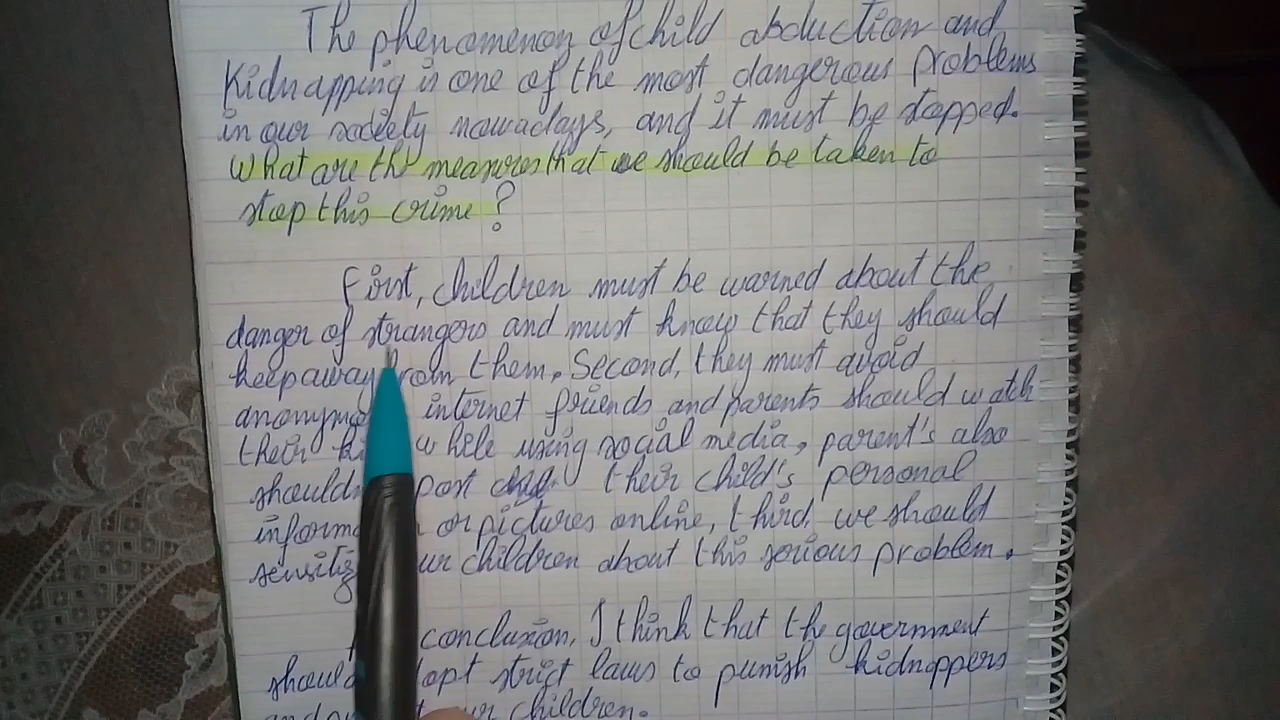 The phenomenon of child abduction and
Kidnapping is one of the most dangerous problems
in our society nowadays, and it must be stopped.
What are the measures that we should be taken to
stop this crime?
First, children must be warned about the
danger of strangers and must know that they should
keep away from them. Second, they must avoid
internet friends and parents should watch
their while using social media, parent's also
post their child's personal
or pictures online, third, we should
children about this serious problem.
conclusion, I think that the government
should strict laws to punish kidnappers
children.